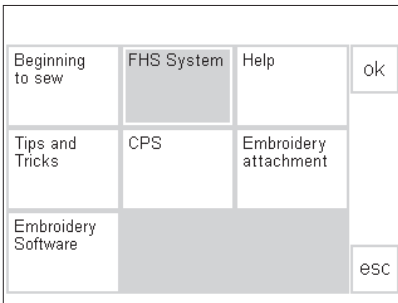 Beginning
to sew
FHS System
Help
ok
Tips and
Tricks
CPS
Embroidery
attachment
Embroidery
Software
esc